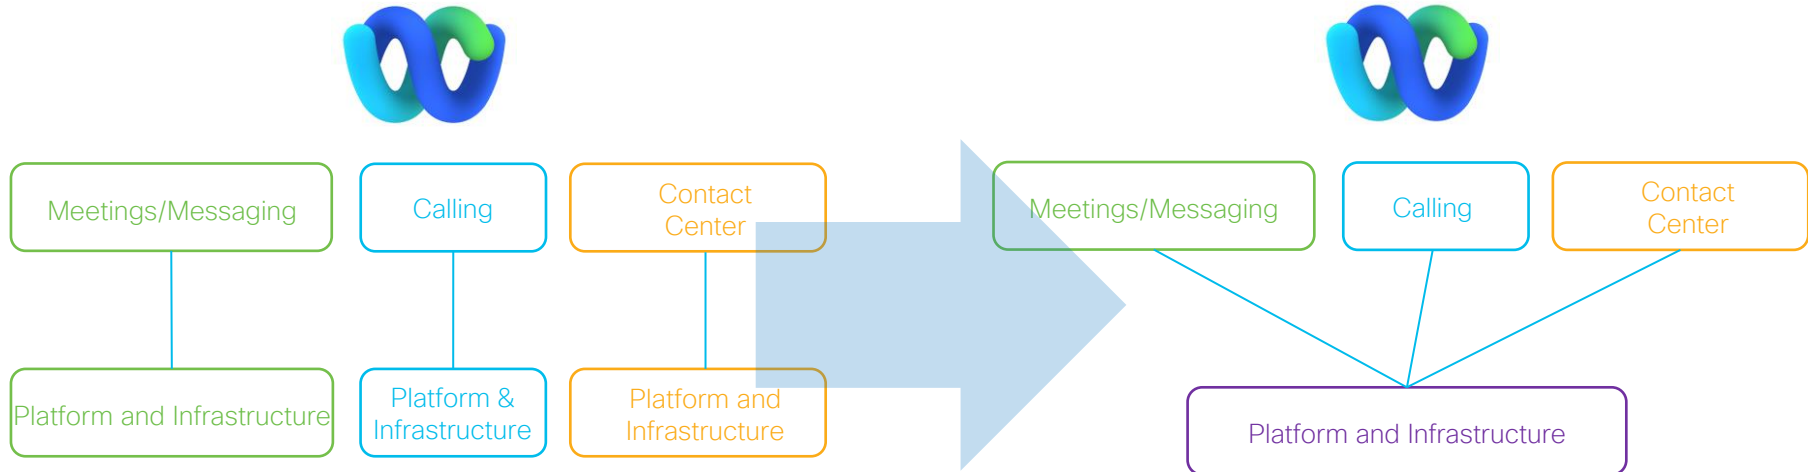 Meetings/Messaging
Calling
Contact
Center
Platform and Infrastructure
Platform &
Infrastructure
Platform and
Infrastructure
Meetings/Messaging
Calling
Contact
Center
Platform and Infrastructure